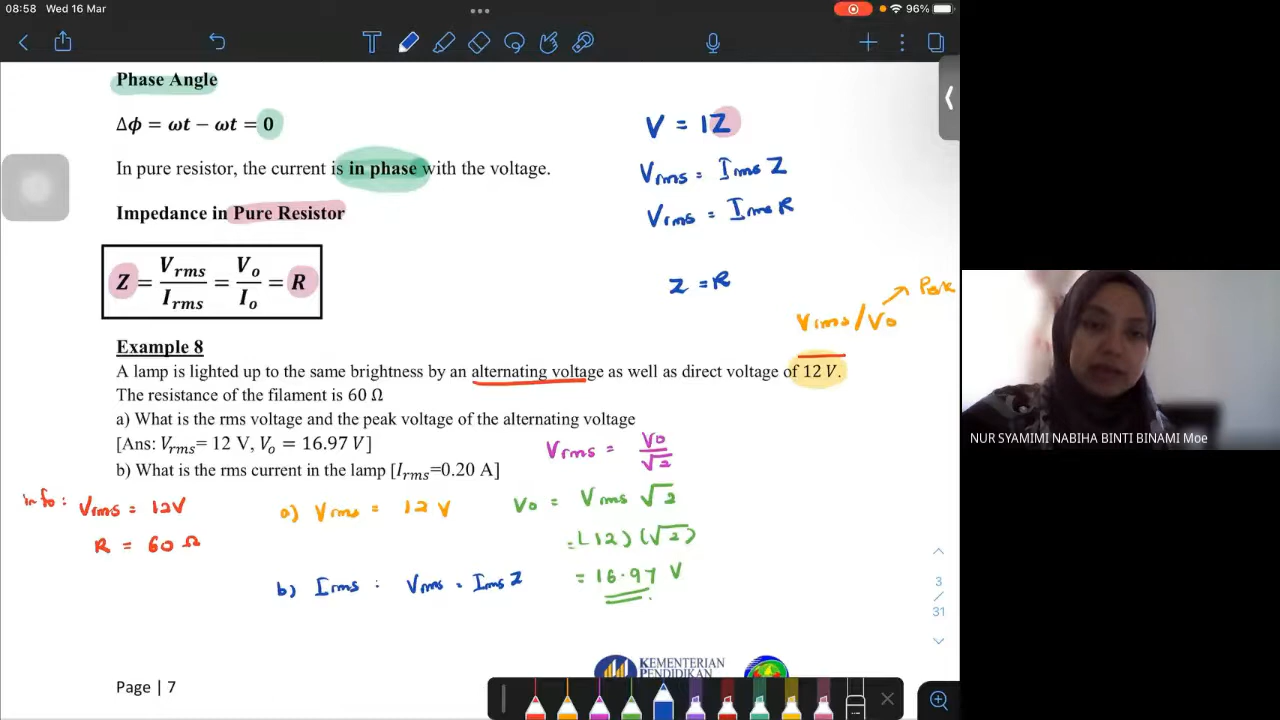 08:58 Wed 16 Mar
96%
Phase Angle
Δϕ = ωt − ωt = 0
In pure resistor, the current is in phase with the voltage.
Impedance in Pure Resistor
Z = Vrms/Irms = Vo/Io = R
V = IZ
Vrms = Irms Z
Vrms = Irms R
Z = R
Vrms/Vo
Peak
Example 8
A lamp is lighted up to the same brightness by an alternating voltage as well as direct voltage of 12 V.
The resistance of the filament is 60 Ω
a) What is the rms voltage and the peak voltage of the alternating voltage
[Ans: Vrms= 12 V, Vo = 16.97 V]
b) What is the rms current in the lamp [Irms=0.20 A]
info: Vrms = 12V
R = 60 Ω
a) Vrms = 12 V
Vrms = Vo/√2
Vo = Vrms √2
= (12)(√2)
= 16.97 V
b) Irms : Vrms = Irms Z
3
/
31
KEMENTERIAN
PENDIDIKAN
Page | 7
NUR SYAMIMI NABIHA BINTI BINAMI Moe